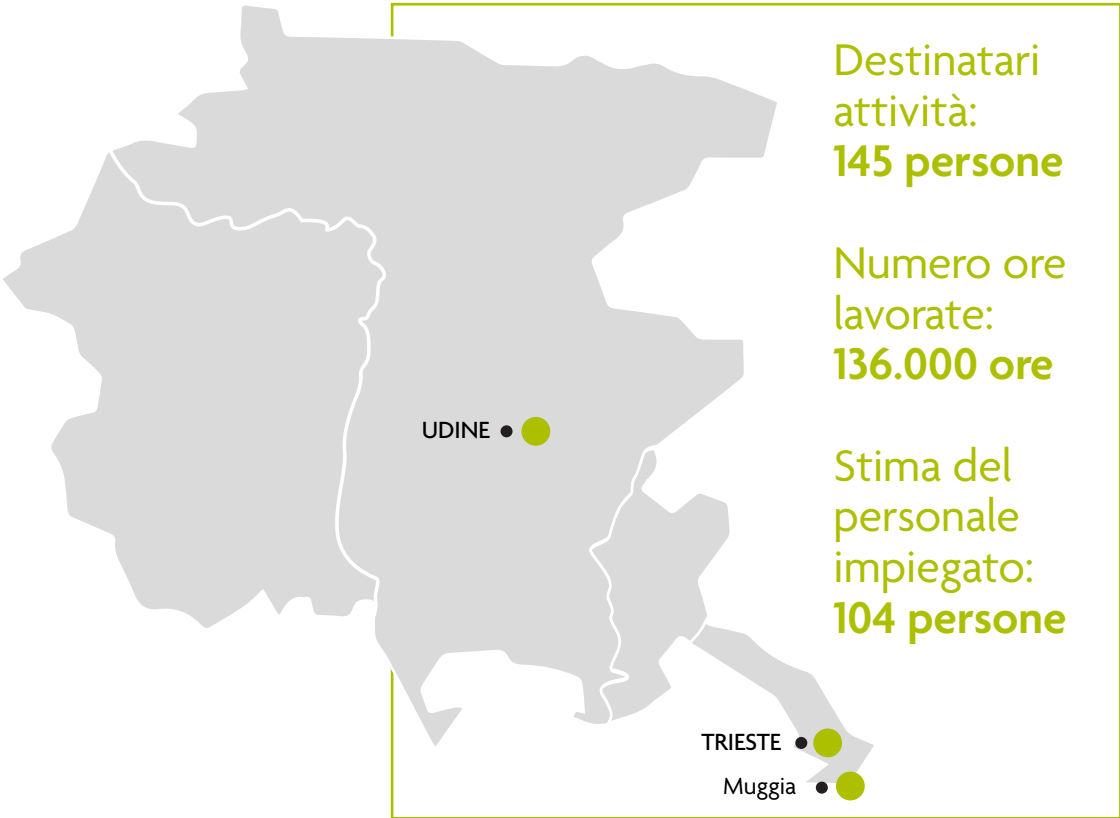 Destinatari
attività:
145 persone
Numero ore
lavorate:
136.000 ore
Stima del
personale
impiegato:
104 persone
UDINE
TRIESTE
Muggia